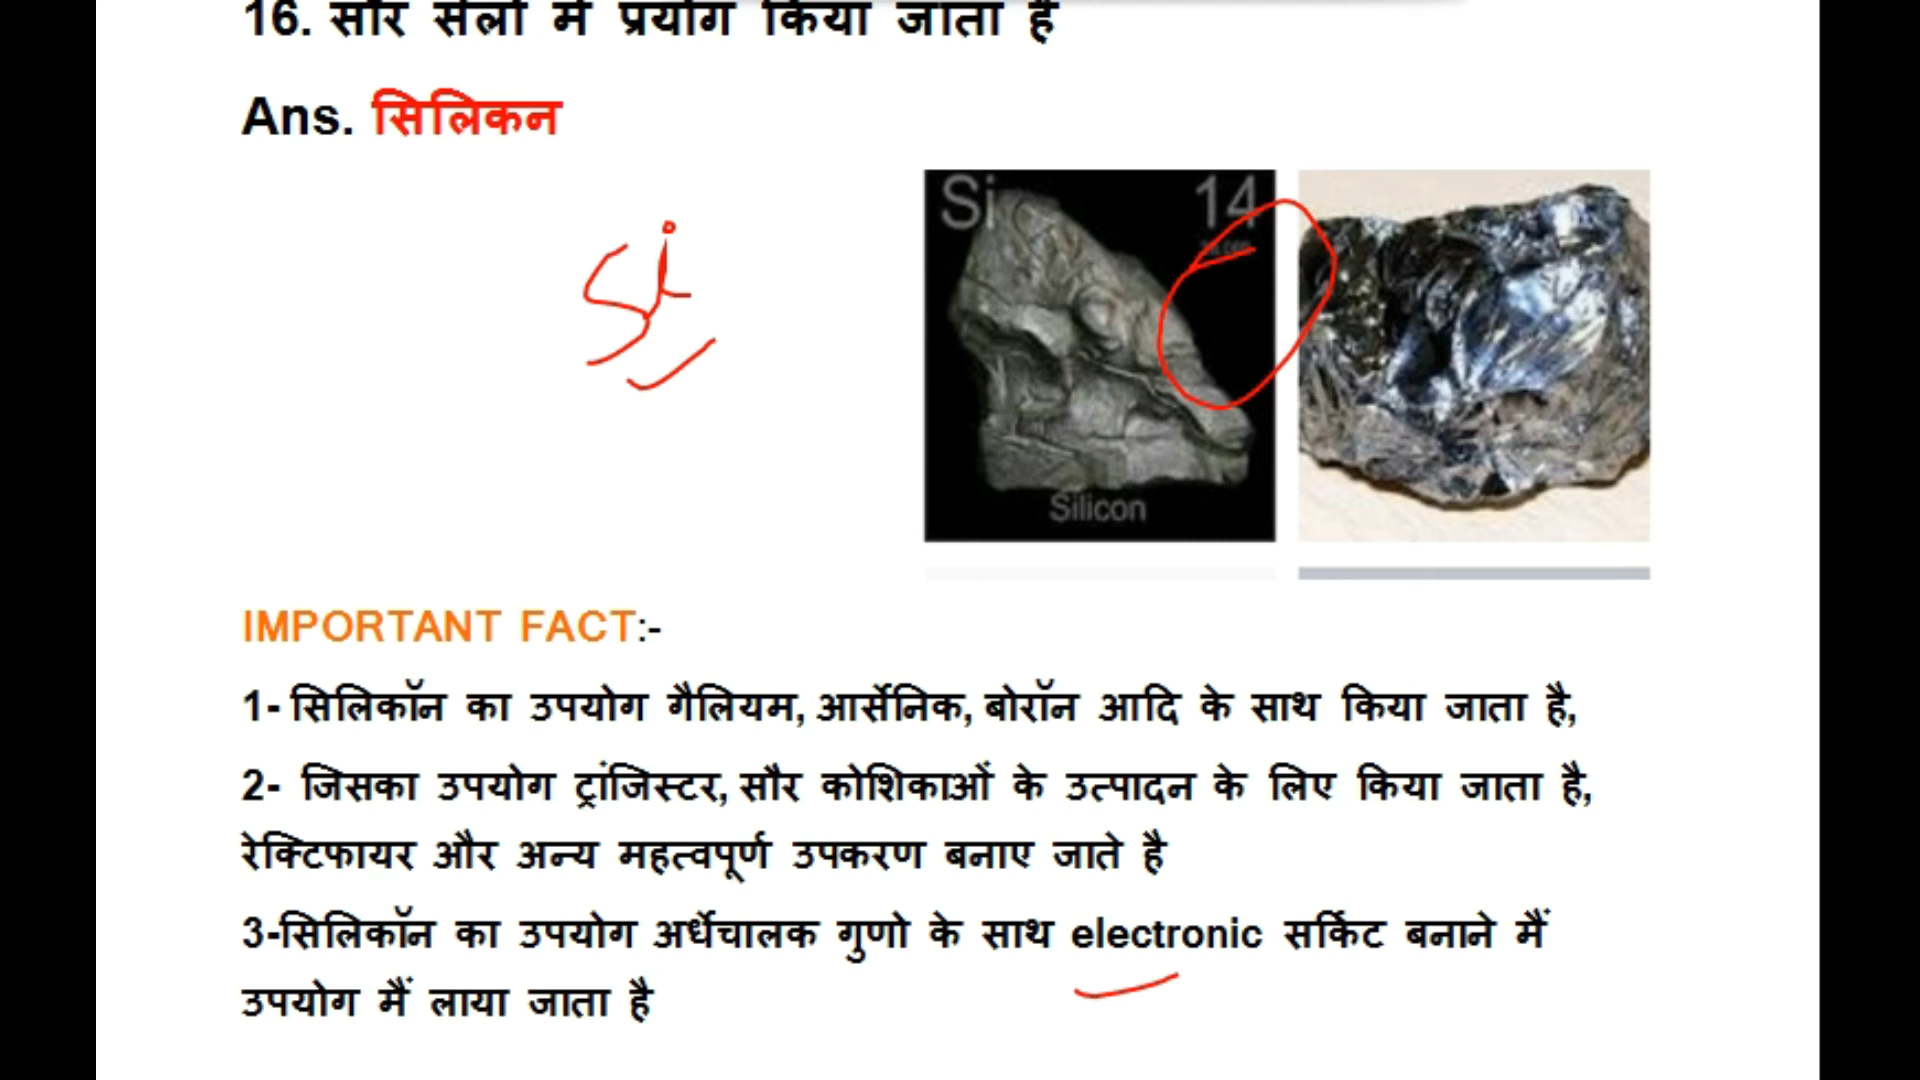 16. सौर सेलों में प्रयोग किया जाता है
Ans. सिलिकन
Si
Si 14
Silicon
IMPORTANT FACT:-
1- सिलिकॉन का उपयोग गैलियम, आर्सेनिक, बोरॉन आदि के साथ किया जाता है,
2- जिसका उपयोग ट्रांजिस्टर, सौर कोशिकाओं के उत्पादन के लिए किया जाता है,
रेक्टिफायर और अन्य महत्वपूर्ण उपकरण बनाए जाते है
3-सिलिकॉन का उपयोग अर्धेचालक गुणो के साथ electronic सर्किट बनाने मैं
उपयोग मैं लाया जाता है